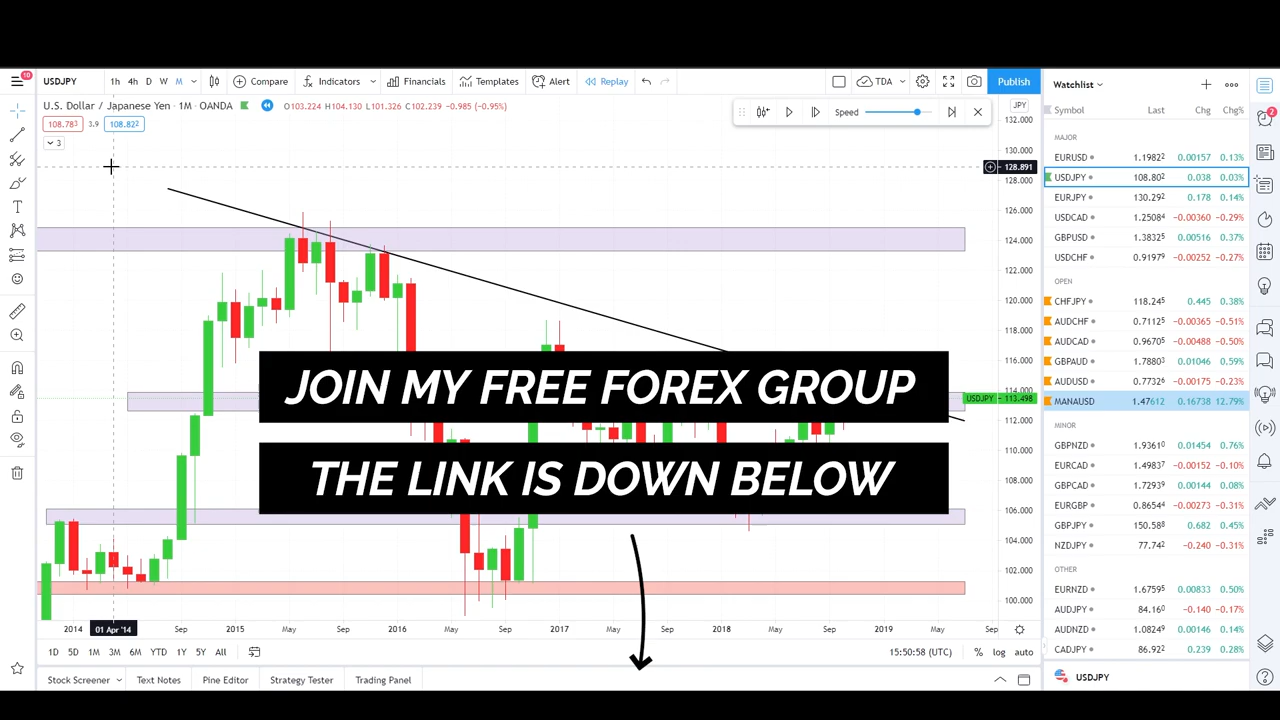 10
USDJPY
1h 4h D W M
Compare
Indicators
Financials
Templates
Alert
Replay
TDA
Publish
U.S. Dollar / Japanese Yen · 1M · OANDA
O103.224 H104.130 L101.326 C102.239 −0.985 (−0.95%)
108.783 3.9 108.822
3
Speed
JPY
132.000
130.000
128.891
128.000
126.000
124.000
122.000
120.000
118.000
116.000
114.000
USDJPY 113.498
112.000
110.000
108.000
106.000
104.000
102.000
100.000
JOIN MY FREE FOREX GROUP
THE LINK IS DOWN BELOW
2014 01 Apr '14 Sep 2015 May Sep 2016 May Sep 2017 May Sep 2018 May Sep 2019 May Sep
1D 5D 1M 3M 6M YTD 1Y 5Y All
15:50:58 (UTC) % log auto
Stock Screener Text Notes Pine Editor Strategy Tester Trading Panel
Watchlist
Symbol Last Chg Chg%
MAJOR
EURUSD 1.19822 0.00157 0.13%
USDJPY 108.802 0.038 0.03%
EURJPY 130.292 0.178 0.14%
USDCAD 1.25084 −0.00360 −0.29%
GBPUSD 1.38325 0.00516 0.37%
USDCHF 0.91979 −0.00252 −0.27%
OPEN
CHFJPY 118.245 0.445 0.38%
AUDCHF 0.71125 −0.00365 −0.51%
AUDCAD 0.96705 −0.00488 −0.50%
GBPAUD 1.78803 0.01046 0.59%
AUDUSD 0.77326 −0.00175 −0.23%
MANAUSD 1.47612 0.16738 12.79%
MINOR
GBPNZD 1.93610 0.01454 0.76%
EURCAD 1.49837 −0.00152 −0.10%
GBPCAD 1.72939 0.00144 0.08%
EURGBP 0.86544 −0.00273 −0.31%
GBPJPY 150.588 0.682 0.45%
NZDJPY 77.742 −0.240 −0.31%
OTHER
EURNZD 1.67595 0.00833 0.50%
AUDJPY 84.160 −0.140 −0.17%
AUDNZD 1.08249 0.00146 0.14%
CADJPY 86.922 0.239 0.28%
USDJPY
2